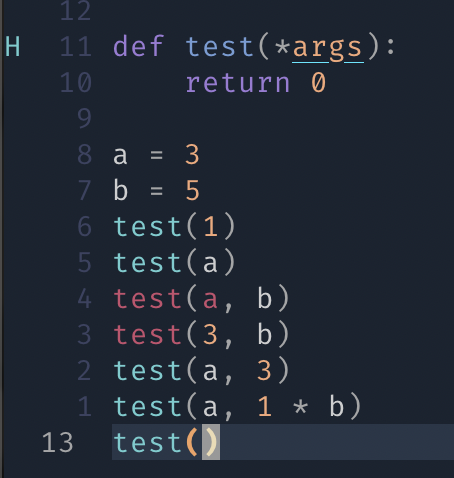 12
H 11 def test(*args):
10 return 0
9
8 a = 3
7 b = 5
6 test(1)
5 test(a)
4 test(a, b)
3 test(3, b)
2 test(a, 3)
1 test(a, 1 * b)
13 test()